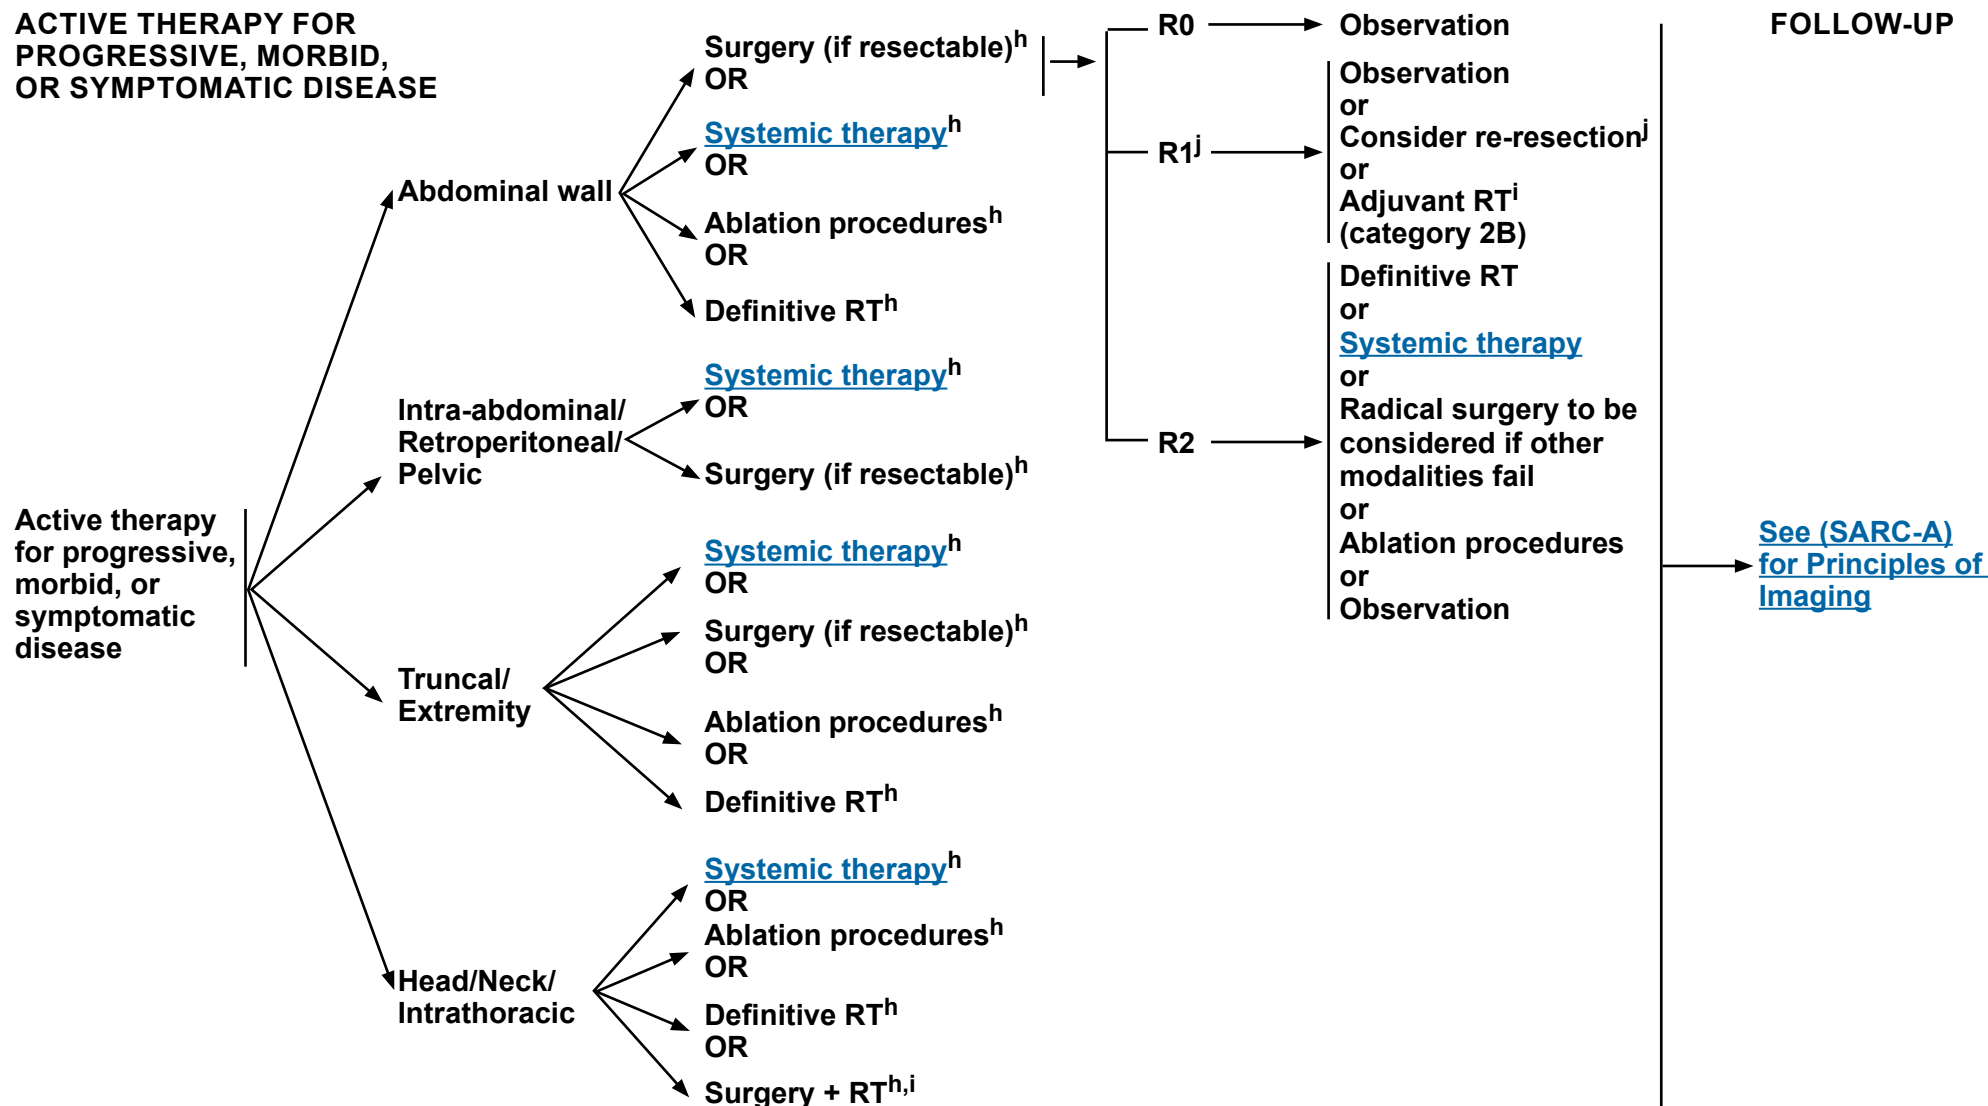 ACTIVE THERAPY FOR
PROGRESSIVE, MORBID,
OR SYMPTOMATIC DISEASE
FOLLOW-UP
Active therapy
for progressive,
morbid, or
symptomatic
disease
Abdominal wall
Surgery (if resectable)h
OR
Systemic therapyh
OR
Ablation proceduresh
OR
Definitive RTh
Intra-abdominal/
Retroperitoneal/
Pelvic
Systemic therapyh
OR
Surgery (if resectable)h
Truncal/
Extremity
Systemic therapyh
OR
Surgery (if resectable)h
OR
Ablation proceduresh
OR
Definitive RTh
Head/Neck/
Intrathoracic
Systemic therapyh
OR
Ablation proceduresh
OR
Definitive RTh
OR
Surgery + RTh,i
R0
Observation
R1j
Observation
or
Consider re-resectionj
or
Adjuvant RTi
(category 2B)
R2
Definitive RT
or
Systemic therapy
or
Radical surgery to be
considered if other
modalities fail
or
Ablation procedures
or
Observation
See (SARC-A)
for Principles of
Imaging